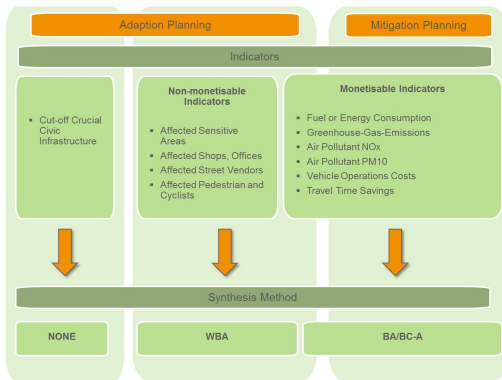 Adaption Planning
Mitigation Planning
Indicators
▪ Cut-off Crucial
Civic
Infrastructure
Non-monetisable
Indicators
▪ Affected Sensitive
Areas
▪ Affected Shops, Offices
▪ Affected Street Vendors
▪ Affected Pedestrian and
Cyclists
Monetisable Indicators
▪ Fuel or Energy Consumption
▪ Greenhouse-Gas-Emissions
▪ Air Pollutant NOx
▪ Air Pollutant PM10
▪ Vehicle Operations Costs
▪ Travel Time Savings
Synthesis Method
NONE
WBA
BA/BC-A